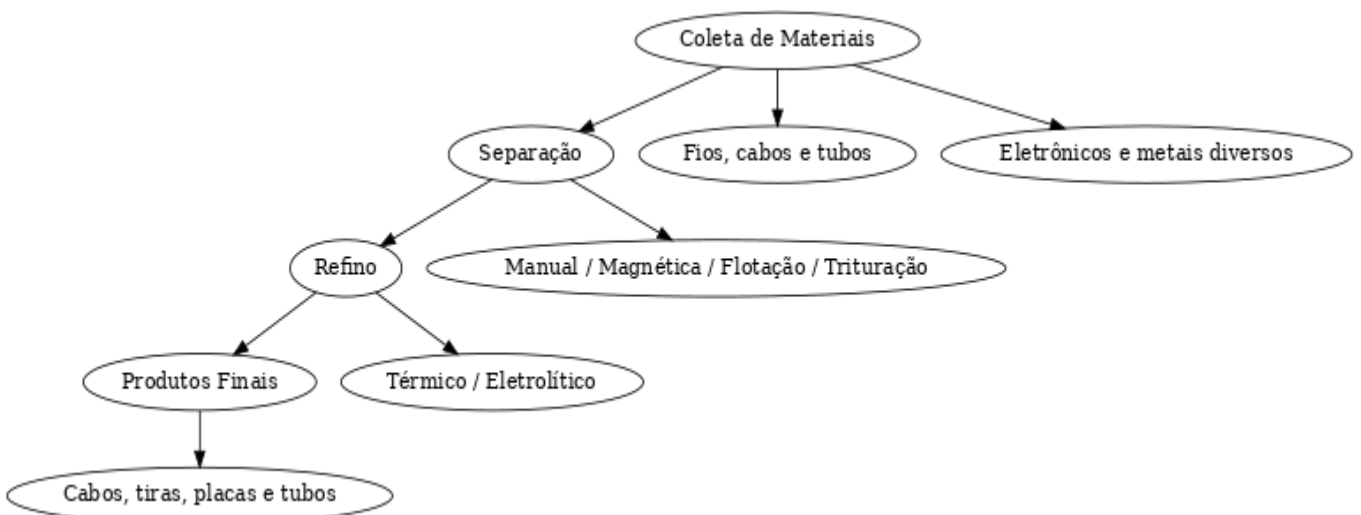 Coleta de Materiais
Separação
Fios, cabos e tubos
Eletrônicos e metais diversos
Refino
Manual / Magnética / Flotação / Trituração
Produtos Finais
Térmico / Eletrolítico
Cabos, tiras, placas e tubos